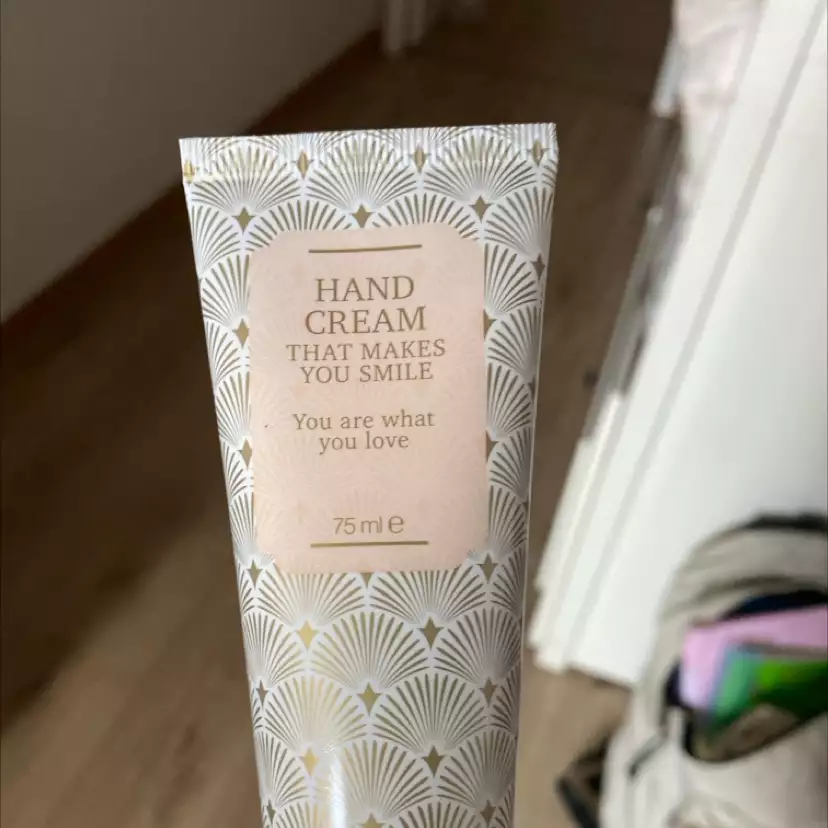 HAND
CREAM
THAT MAKES
YOU SMILE
You are what
you love
75 ml ℮